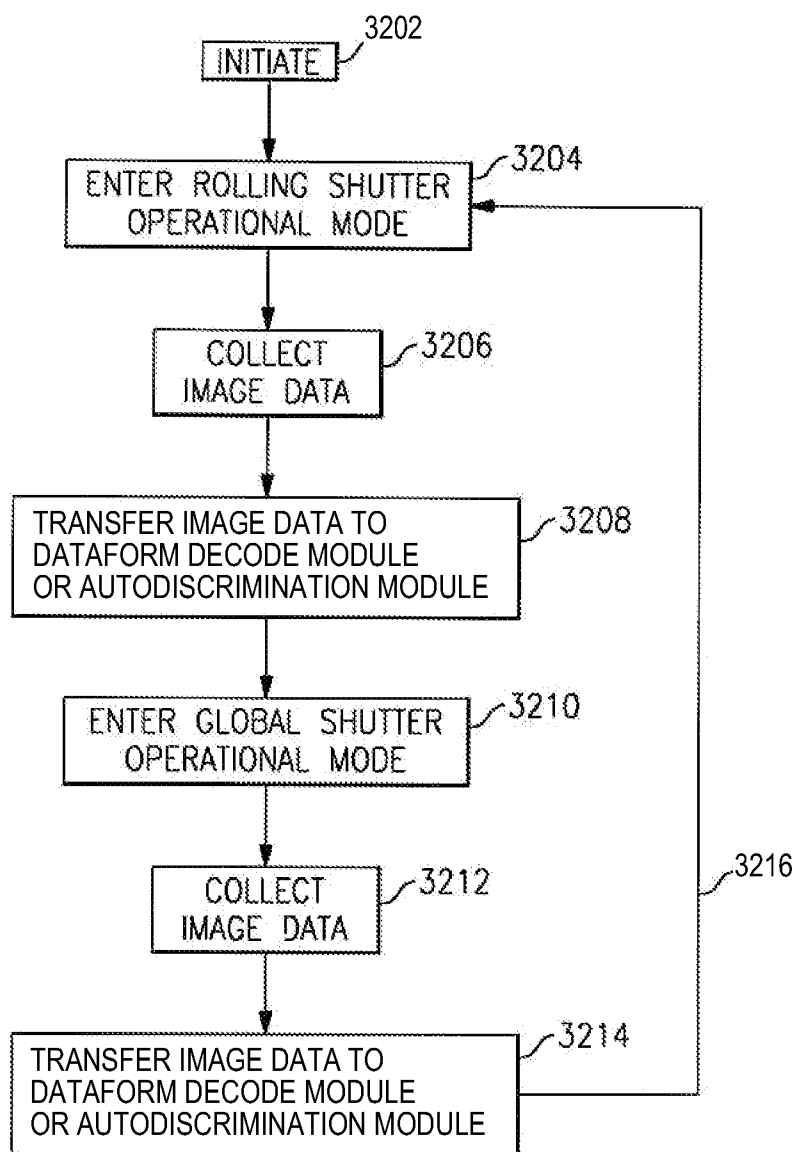 3202
INITIATE
3204
ENTER ROLLING SHUTTER
OPERATIONAL MODE
3206
COLLECT
IMAGE DATA
3208
TRANSFER IMAGE DATA TO
DATAFORM DECODE MODULE
OR AUTODISCRIMINATION MODULE
3210
ENTER GLOBAL SHUTTER
OPERATIONAL MODE
3212
COLLECT
IMAGE DATA
3216
3214
TRANSFER IMAGE DATA TO
DATAFORM DECODE MODULE
OR AUTODISCRIMINATION MODULE